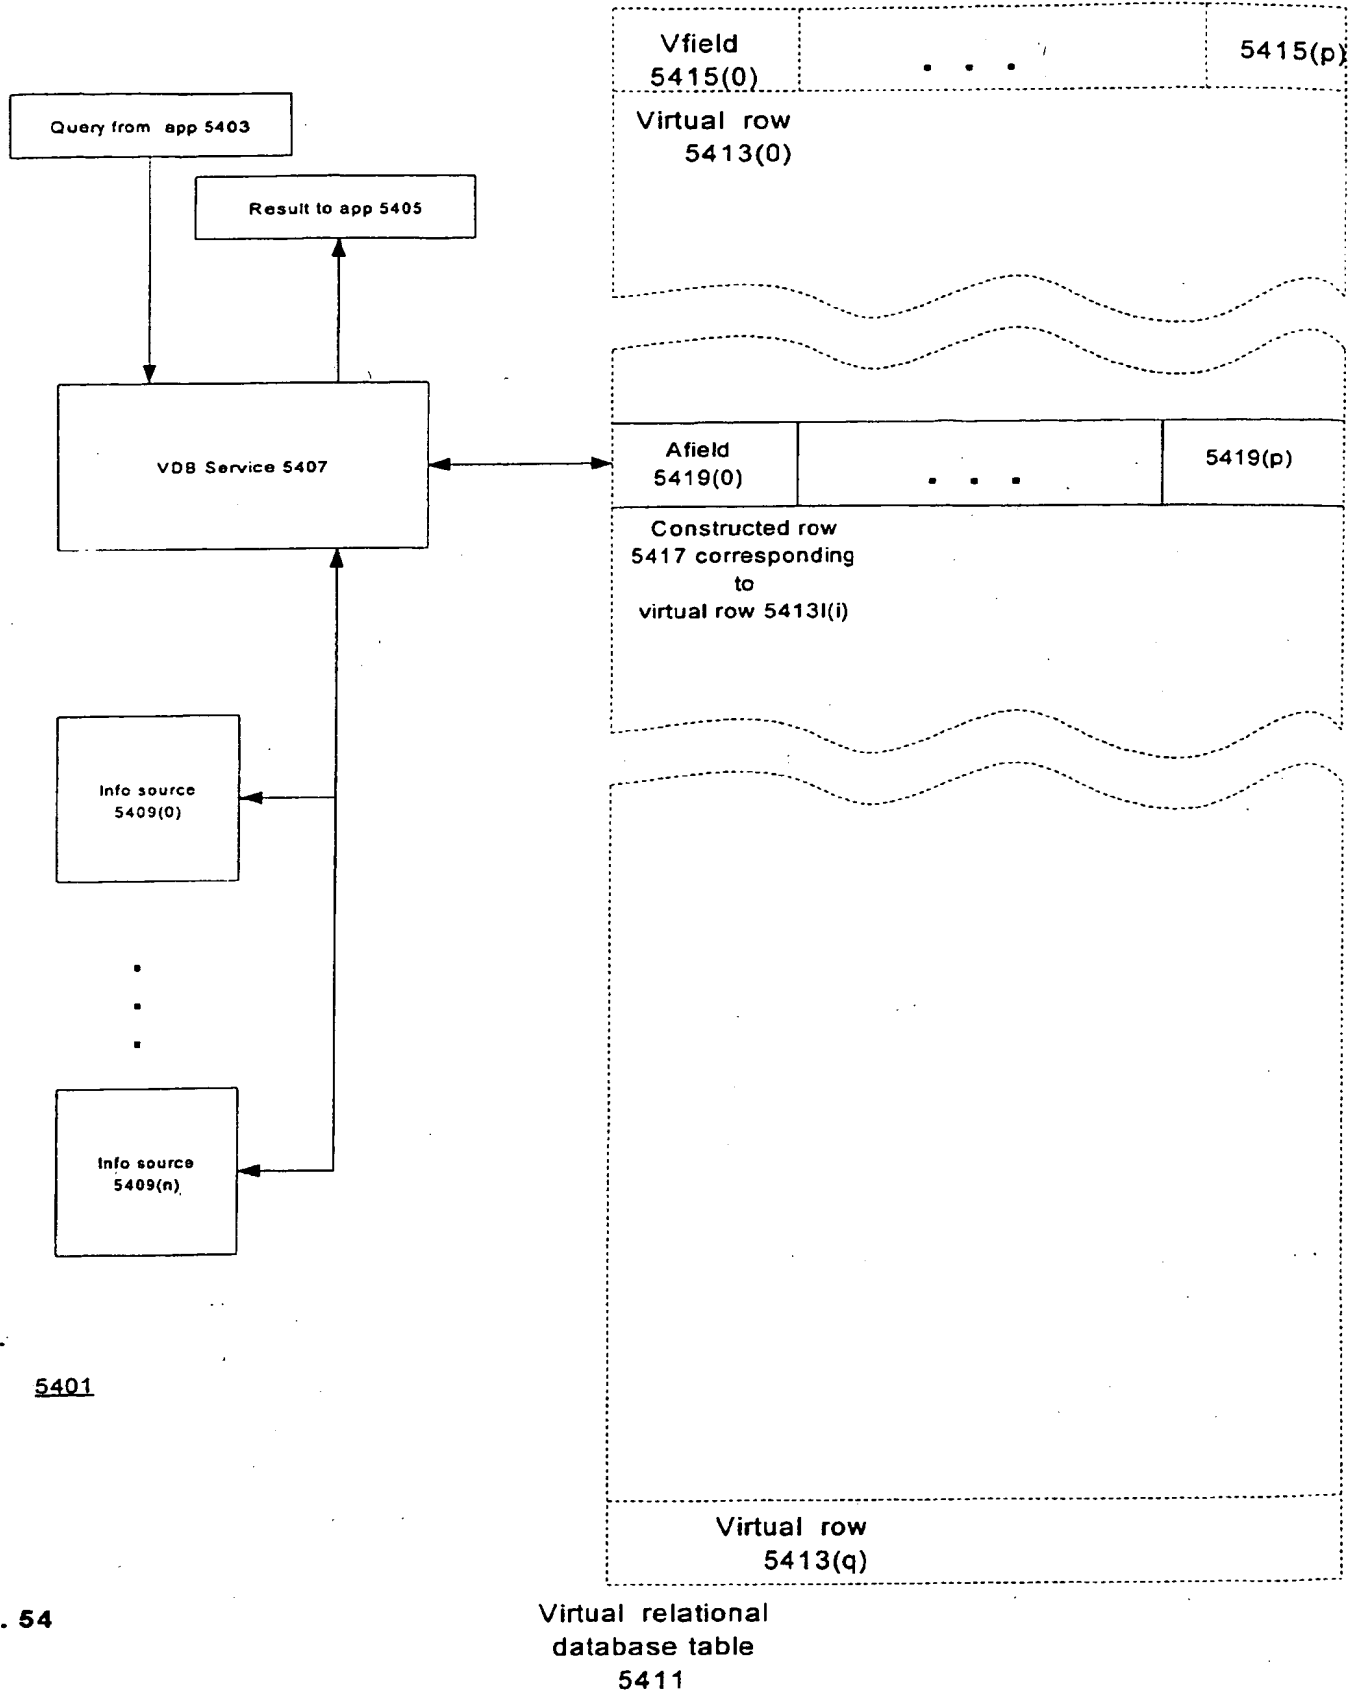 Vfield
5415(0)
. . .
5415(p)
Virtual row
5413(0)
Query from app 5403
Result to app 5405
VDB Service 5407
Afield
5419(0)
. . .
5419(p)
Constructed row
5417 corresponding
to
virtual row 5413l(i)
Info source
5409(0)
Info source
5409(n)
5401
Virtual row
5413(q)
. 54
Virtual relational
database table
5411